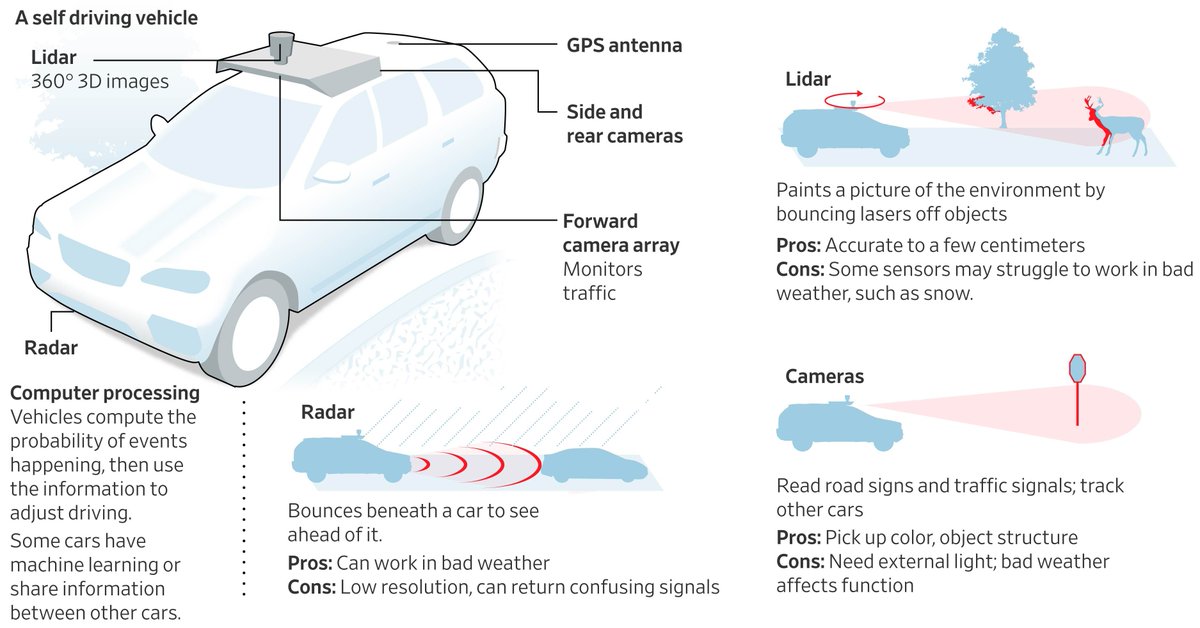 A self driving vehicle
Lidar
360° 3D images
GPS antenna
Side and
rear cameras
Forward
camera array
Monitors
traffic
Radar
Computer processing
Vehicles compute the
probability of events
happening, then use
the information to
adjust driving.
Some cars have
machine learning or
share information
between other cars.
Radar
Bounces beneath a car to see
ahead of it.
Pros: Can work in bad weather
Cons: Low resolution, can return confusing signals
Lidar
Paints a picture of the environment by
bouncing lasers off objects
Pros: Accurate to a few centimeters
Cons: Some sensors may struggle to work in bad
weather, such as snow.
Cameras
Read road signs and traffic signals; track
other cars
Pros: Pick up color, object structure
Cons: Need external light; bad weather
affects function